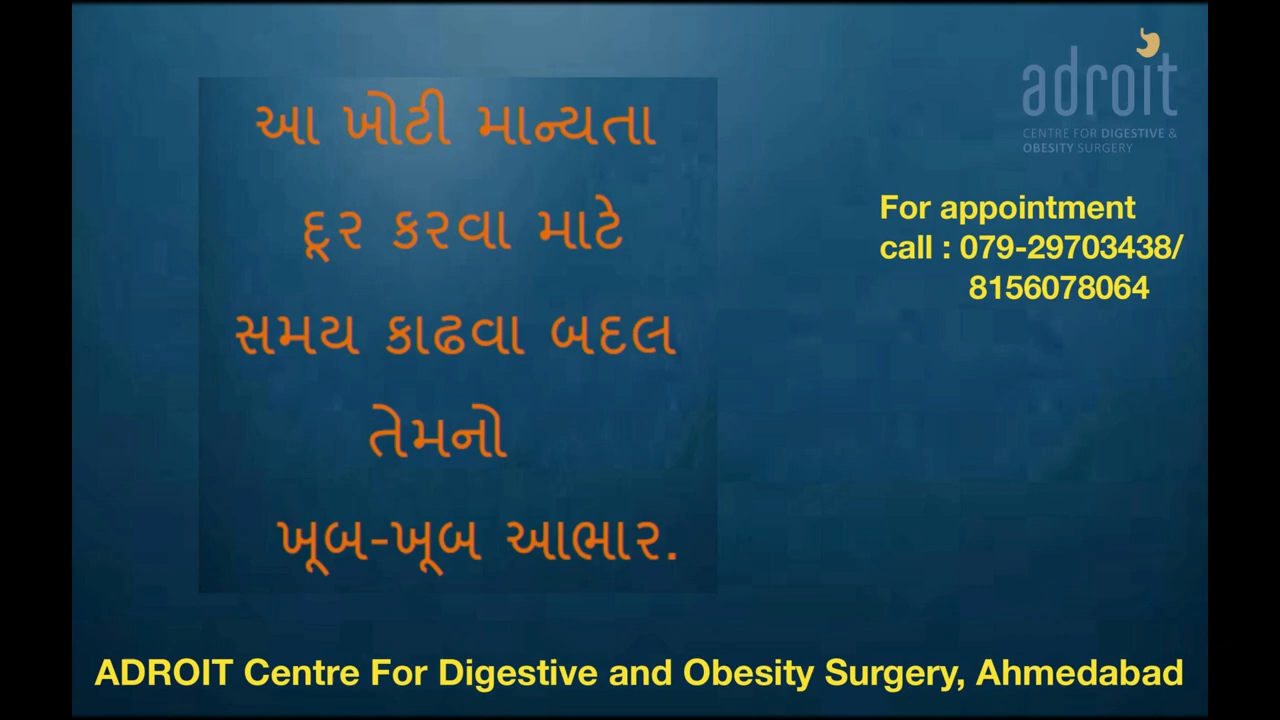 આ ખોટી માન્યતા
દૂર કરવા માટે
સમય કાઢવા બદલ
તેમનો
ખૂબ-ખૂબ આભાર.
adroit
CENTRE FOR DIGESTIVE &
OBESITY SURGERY
For appointment
call : 079-29703438/
8156078064
ADROIT Centre For Digestive and Obesity Surgery, Ahmedabad